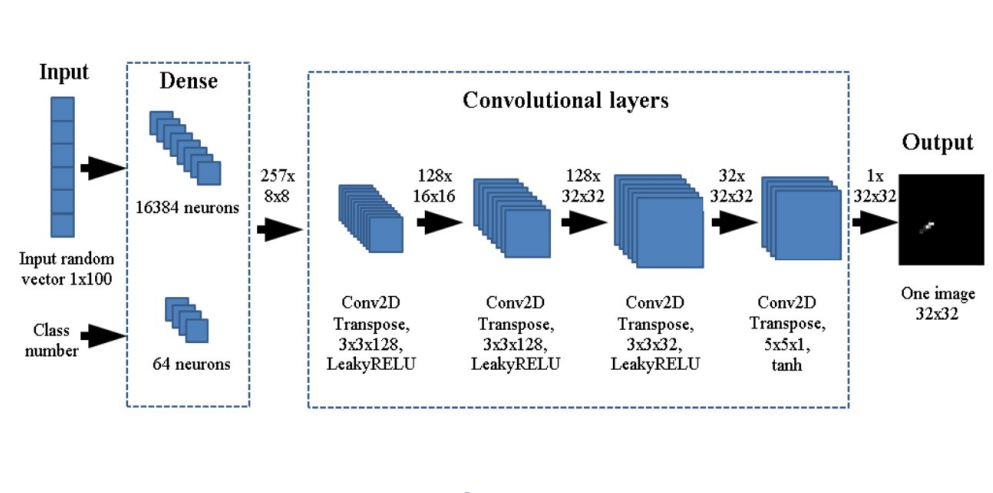 Input
Dense
Convolutional layers
Output
16384 neurons
Input random
vector 1x100
Class
number
64 neurons
257x
8x8
128x
16x16
128x
32x32
32x
32x32
1x
32x32
Conv2D
Transpose,
3x3x128,
LeakyRELU
Conv2D
Transpose,
3x3x128,
LeakyRELU
Conv2D
Transpose,
3x3x32,
LeakyRELU
Conv2D
Transpose,
5x5x1,
tanh
One image
32x32